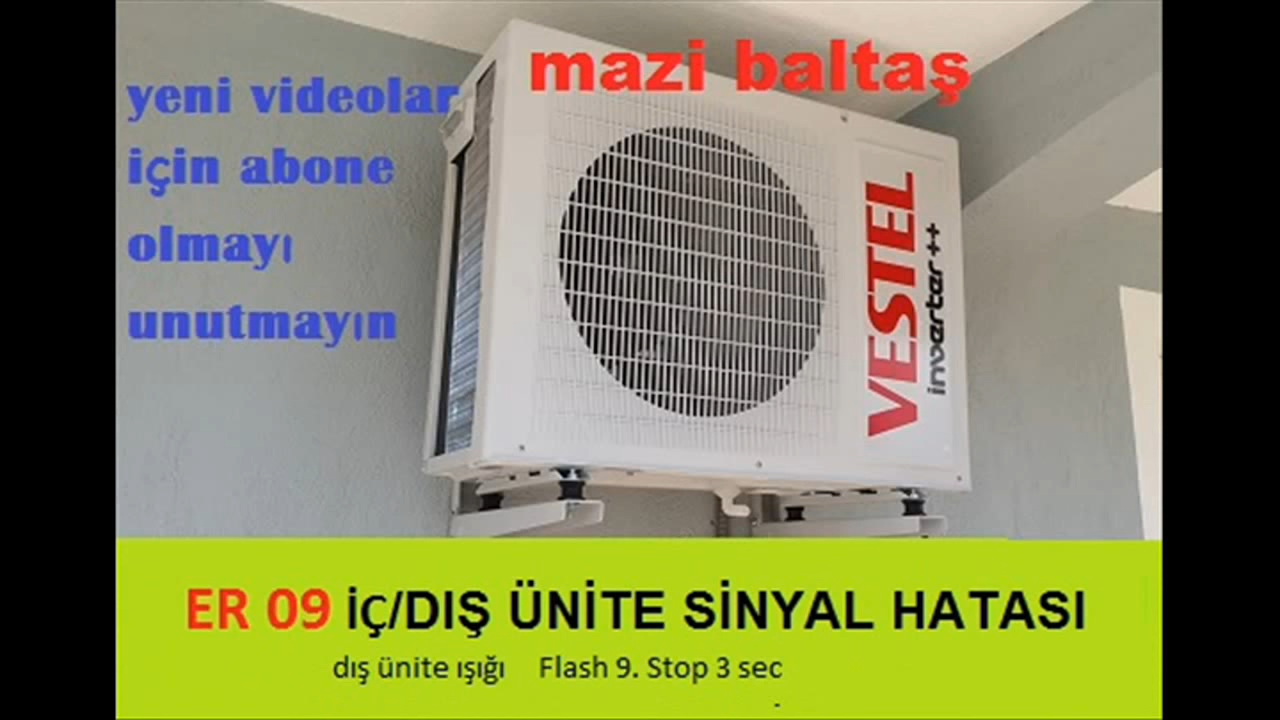 mazi baltaş
yeni videolar
için abone
olmayı
unutmayın
VESTEL
inverter ++
ER 09 İÇ/DIŞ ÜNİTE SİNYAL HATASI
dış ünite ışığı Flash 9. Stop 3 sec